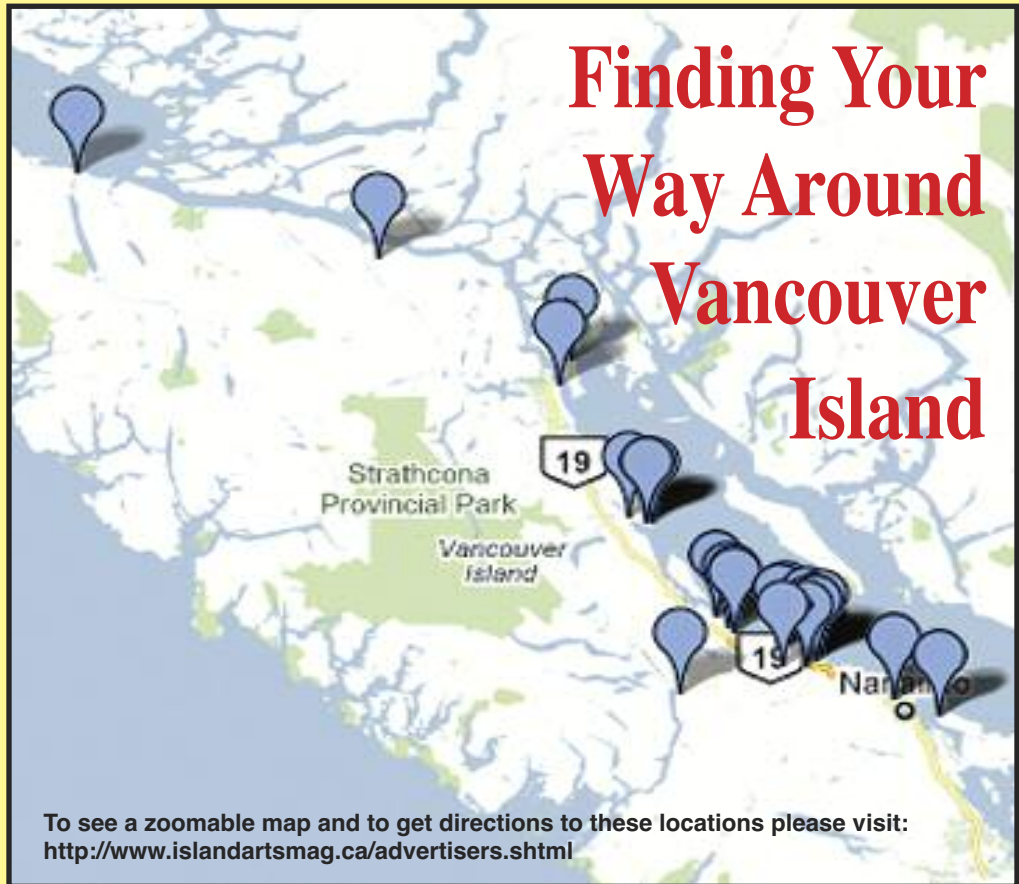 Finding Your
Way Around
Vancouver
Island
19
Strathcona
Provincial Park
Vancouver
Island
19
To see a zoomable map and to get directions to these locations please visit:
http://www.islandartsmag.ca/advertisers.shtml